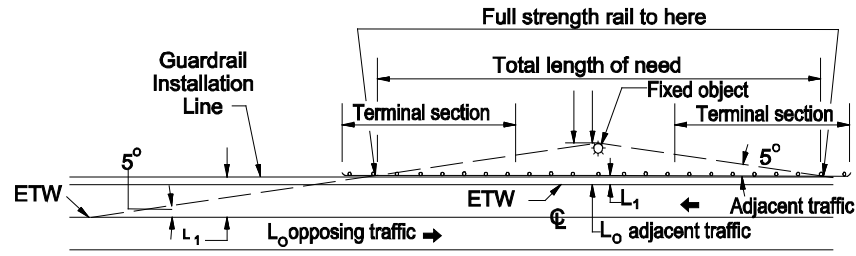 Full strength rail to here
Guardrail
Installation
Line
Total length of need
Fixed object
Terminal section
Terminal section
5°
5°
ETW
ETW
L1
℄
Adjacent traffic
L1
LO opposing traffic
LO adjacent traffic